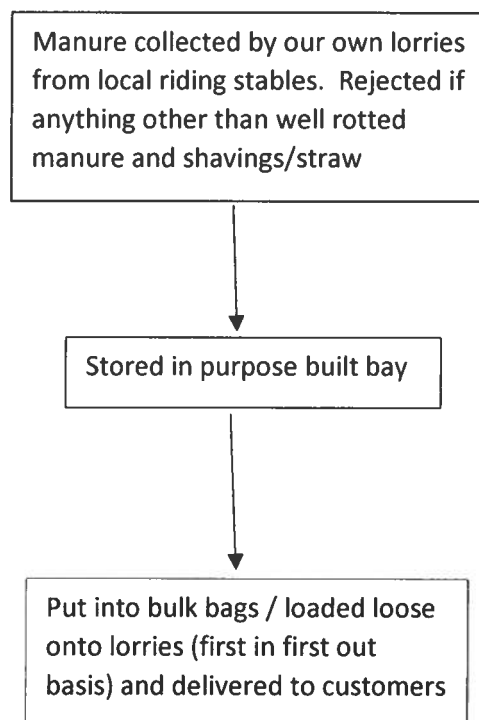 Manure collected by our own lorries
from local riding stables.  Rejected if
anything other than well rotted
manure and shavings/straw
Stored in purpose built bay
Put into bulk bags / loaded loose
onto lorries (first in first out
basis) and delivered to customers